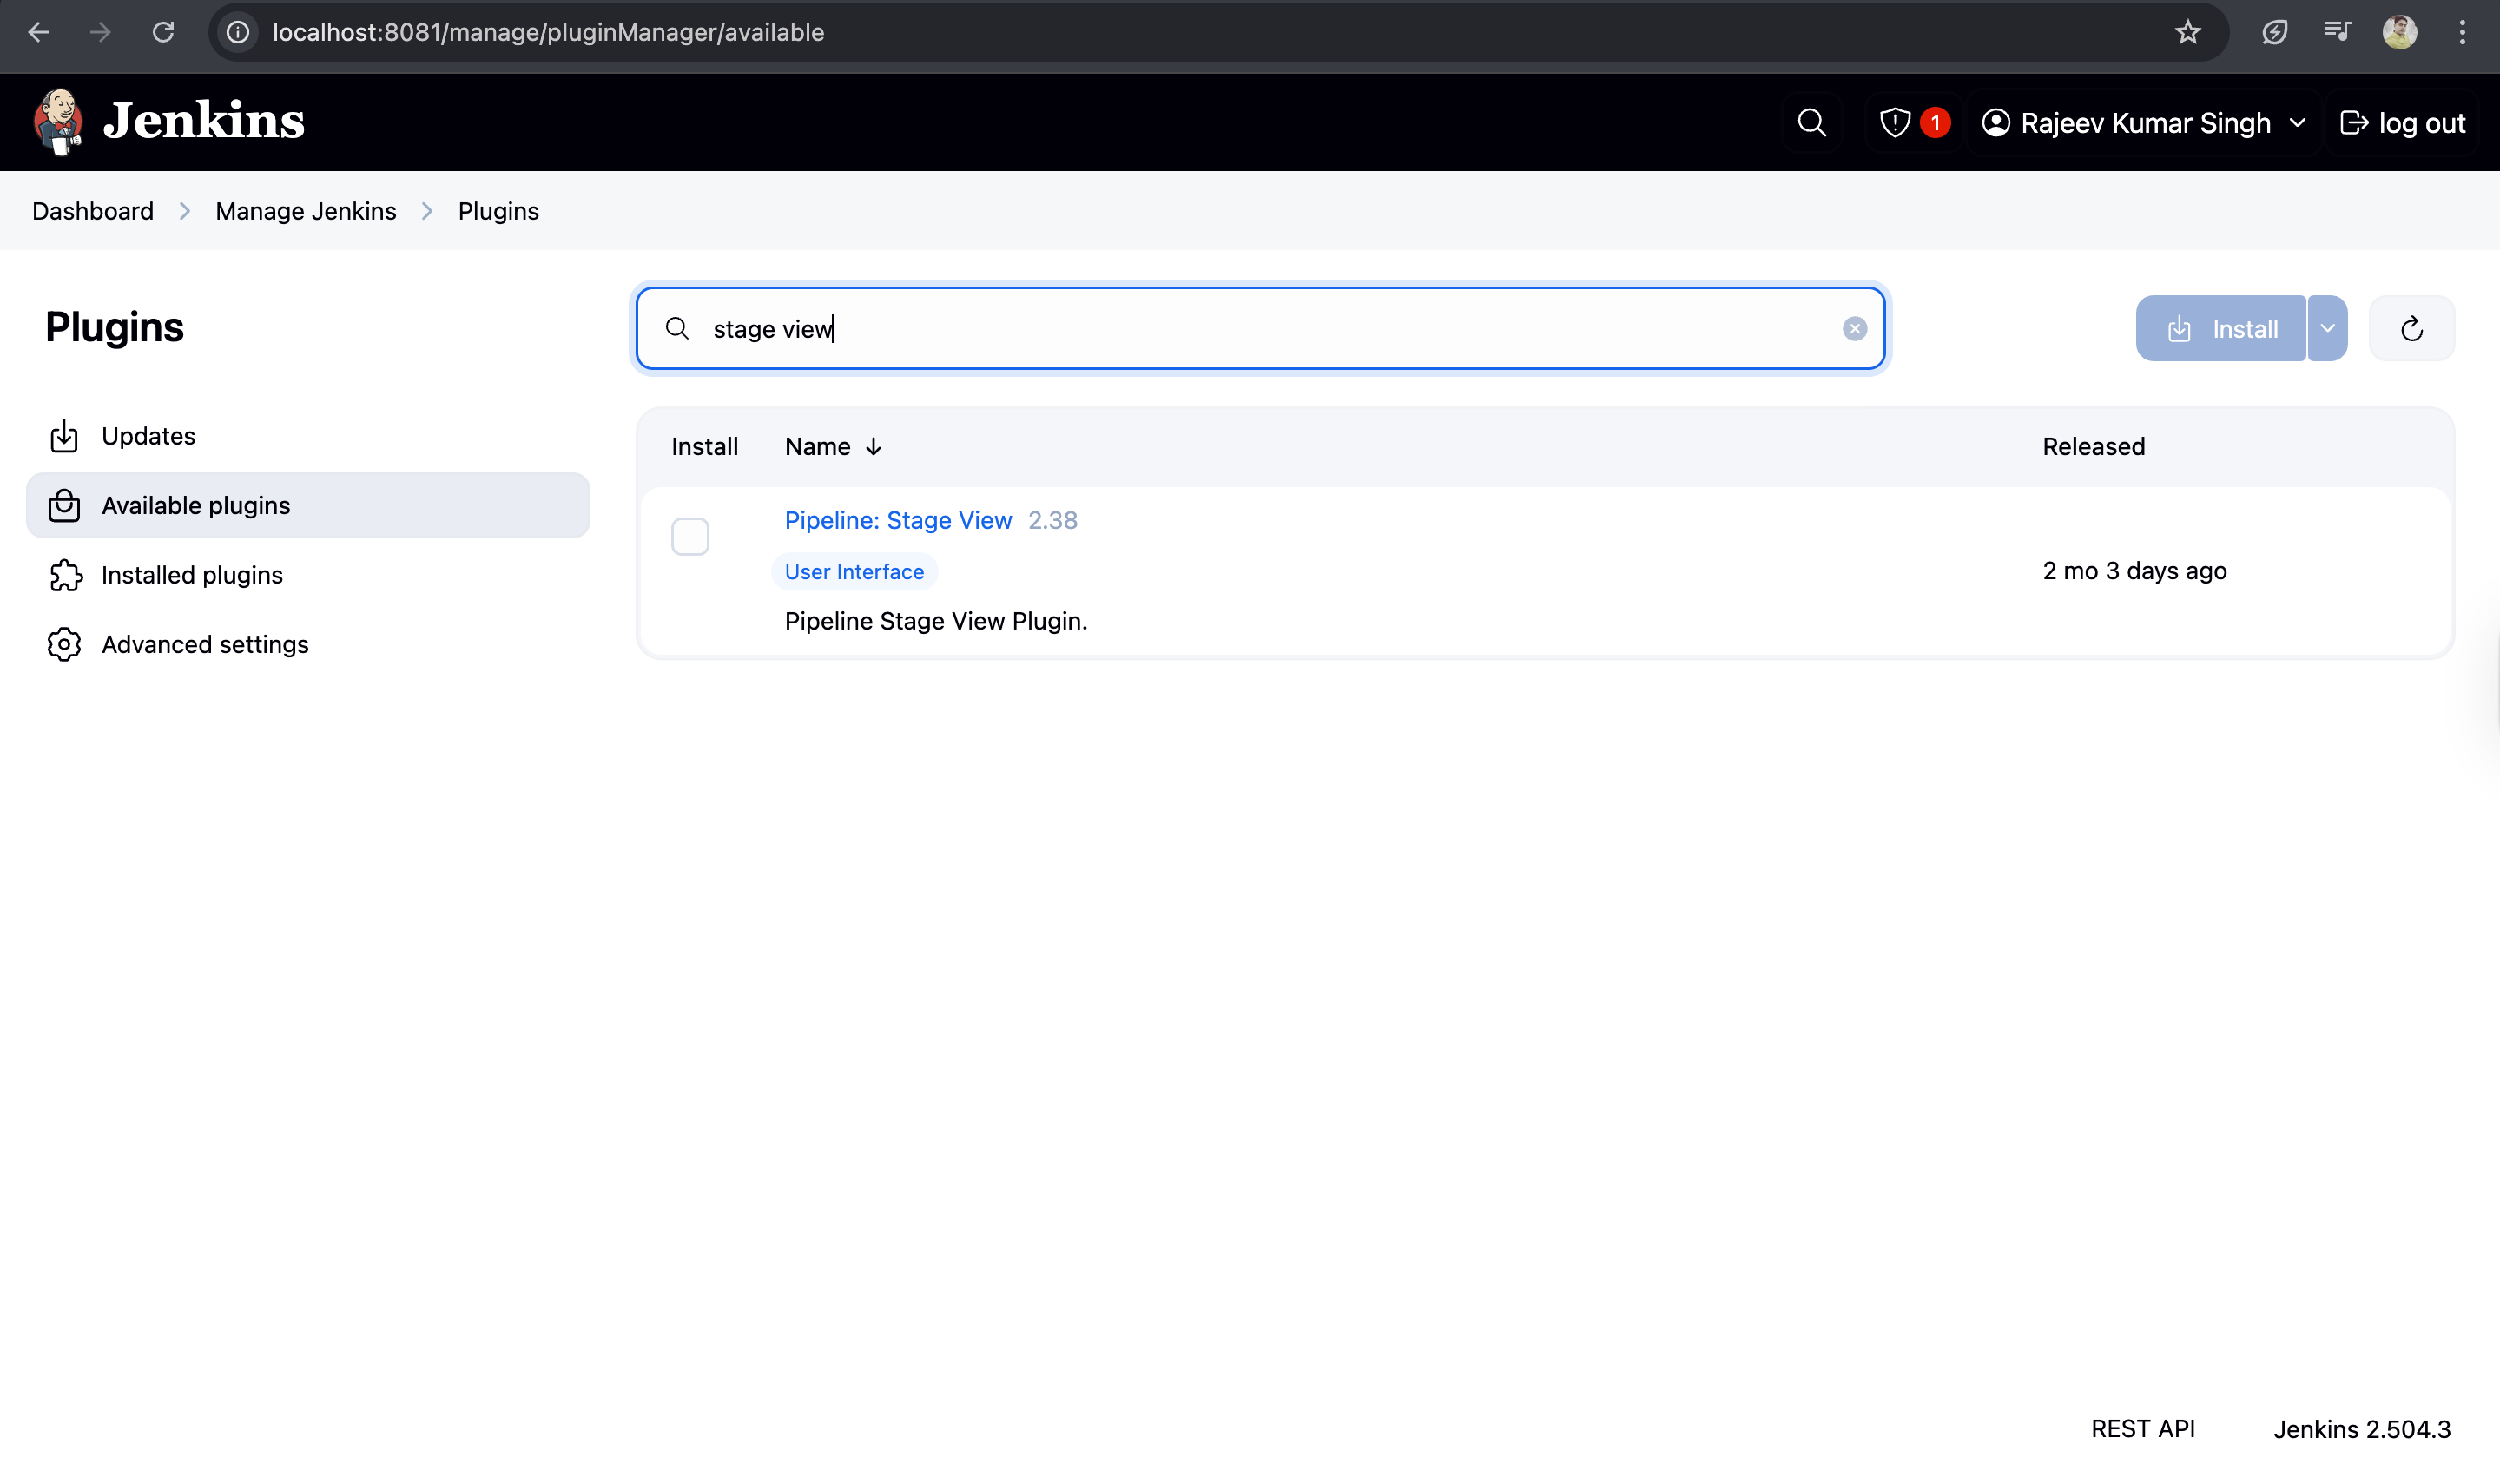 localhost:8081/manage/pluginManager/available
Jenkins
1
Rajeev Kumar Singh
log out
Dashboard
Manage Jenkins
Plugins
Plugins
stage view
Install
Updates
Available plugins
Installed plugins
Advanced settings
Install Name Released
Pipeline: Stage View 2.38
User Interface
2 mo 3 days ago
Pipeline Stage View Plugin.
REST API
Jenkins 2.504.3